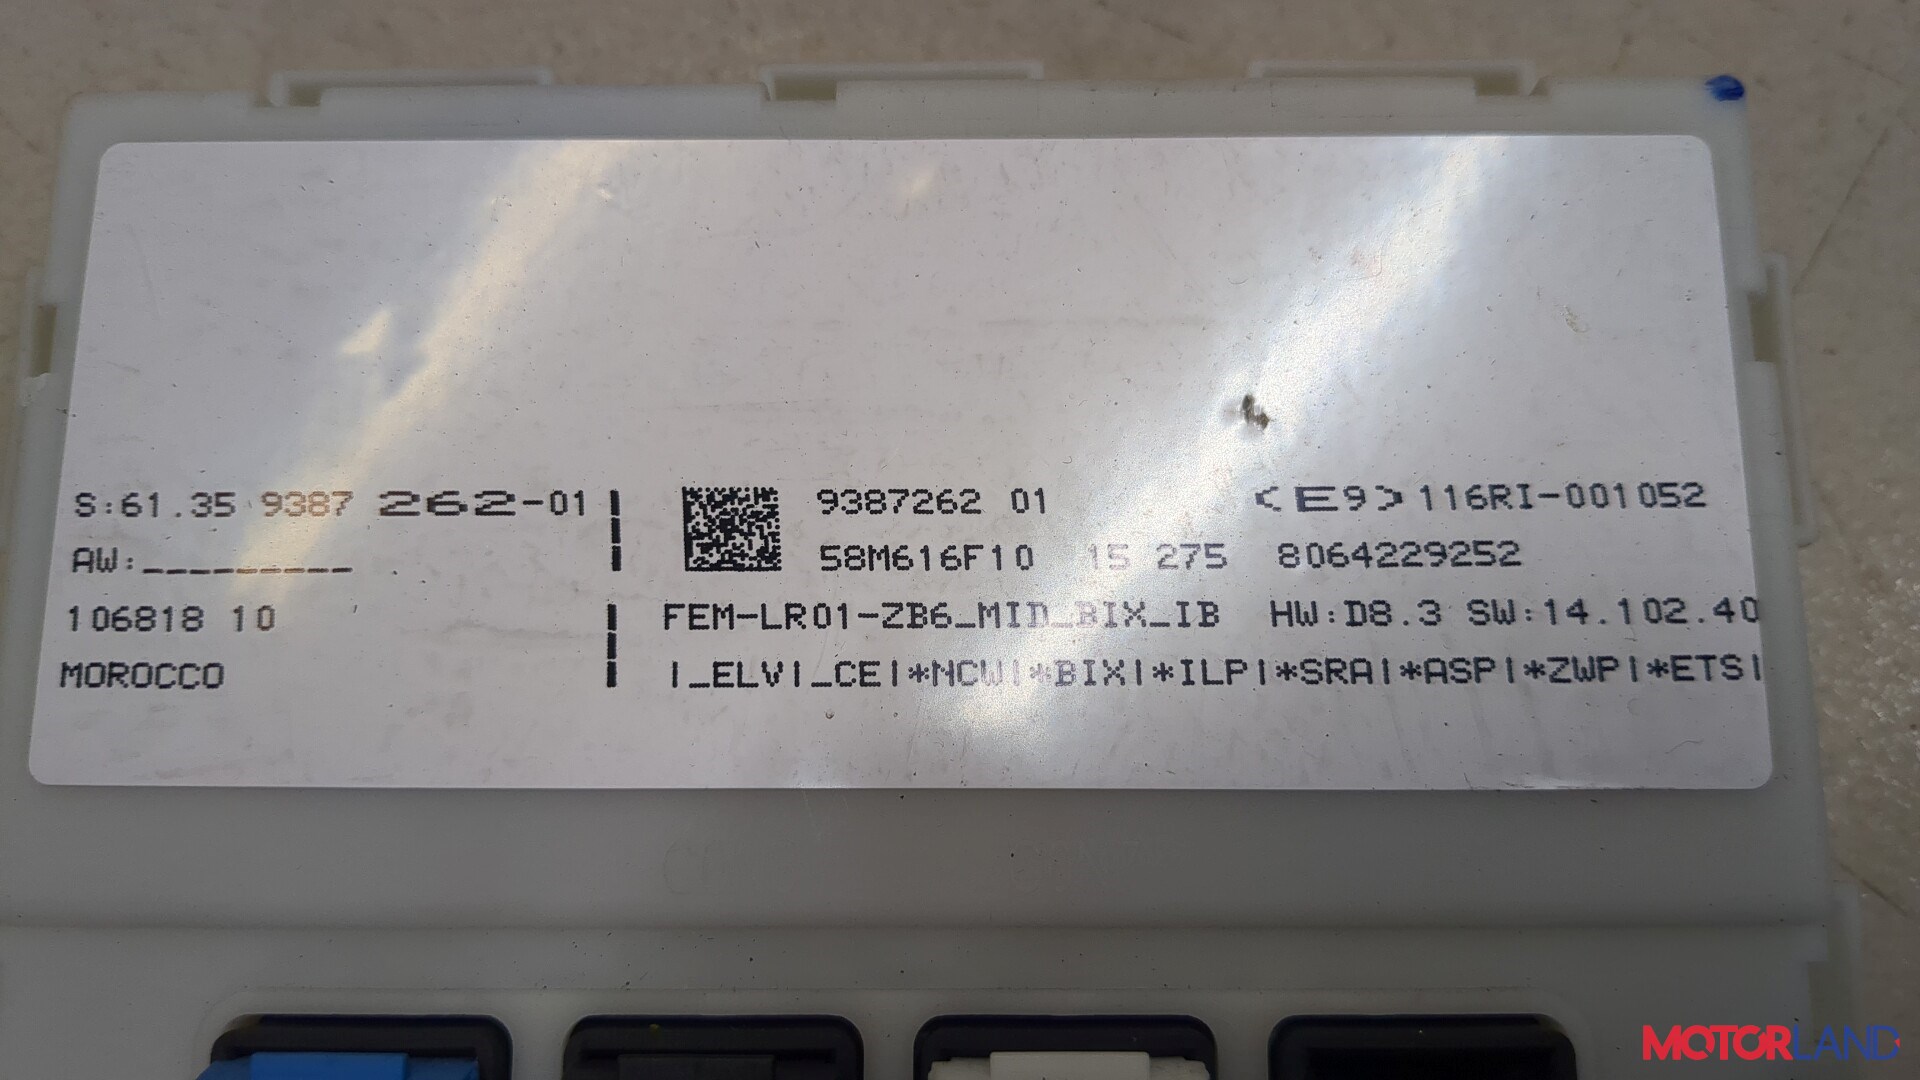 S:61.35 9387 262-01
AW:_________
106818 10
MOROCCO
9387262 01 <E9>116RI-001052
58M616F10 15 275 8064229252
FEM-LR01-ZB6_MID_BIX_IB HW:D8.3 SW:14.102.40
|_ELV|_CE|*NCW|*BIX|*ILP|*SRA|*ASP|*ZWP|*ETS|
MOTORLAND